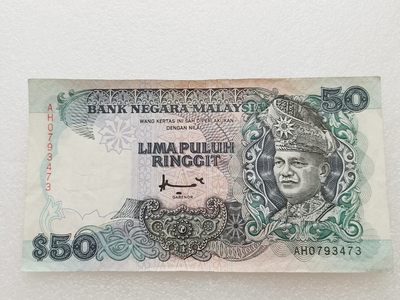 BANK NEGARA MALAYSIA
50
WANG KERTAS INI SAH DIPERLAKUKAN
DENGAN NILAI
LIMA PULUH
RINGGIT
GABENOR
AH0793473
$50
AH0793473